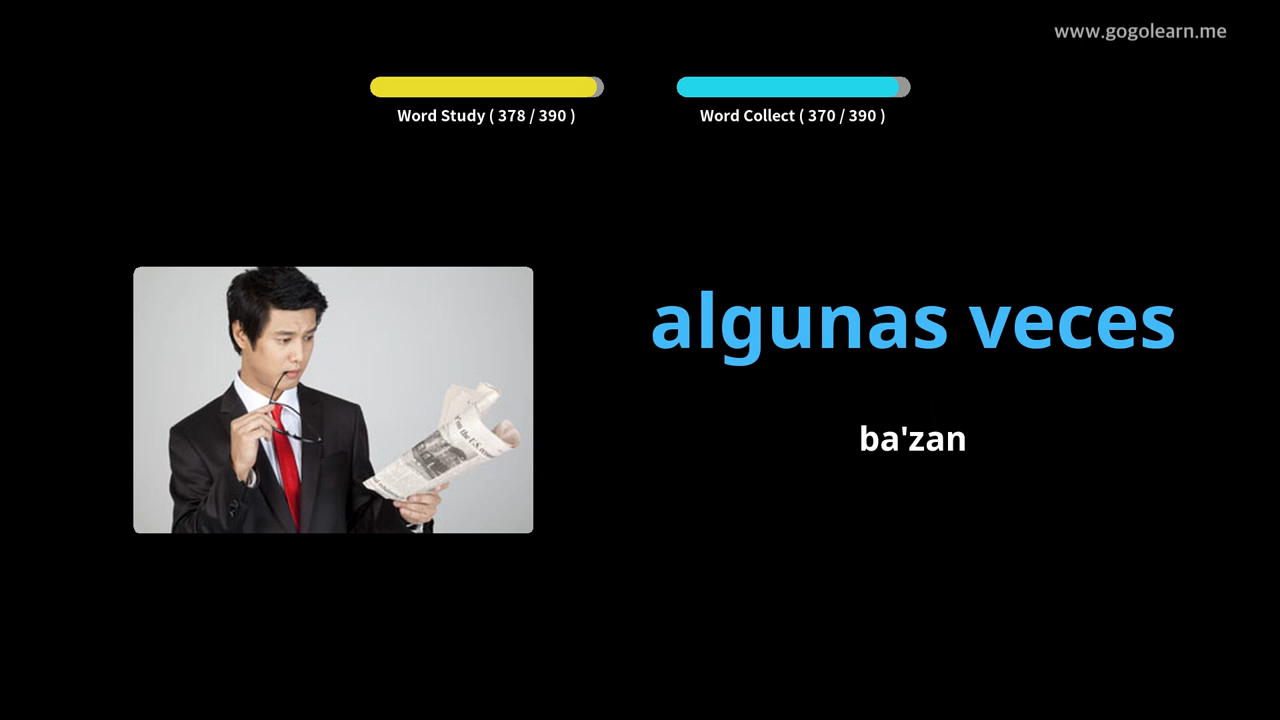 www.gogolearn.me
Word Study ( 378 / 390 )
Word Collect ( 370 / 390 )
algunas veces
ba'zan